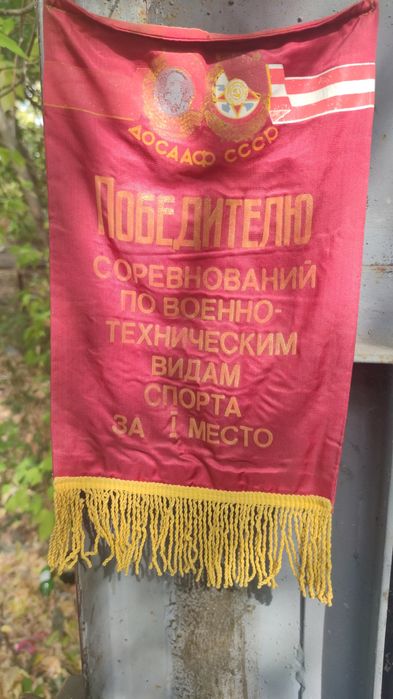 ДОСААФ СССР
ПОБЕДИТЕЛЮ
СОРЕВНОВАНИЙ
ПО ВОЕННО-
ТЕХНИЧЕСКИМ
ВИДАМ
СПОРТА
ЗА I МЕСТО